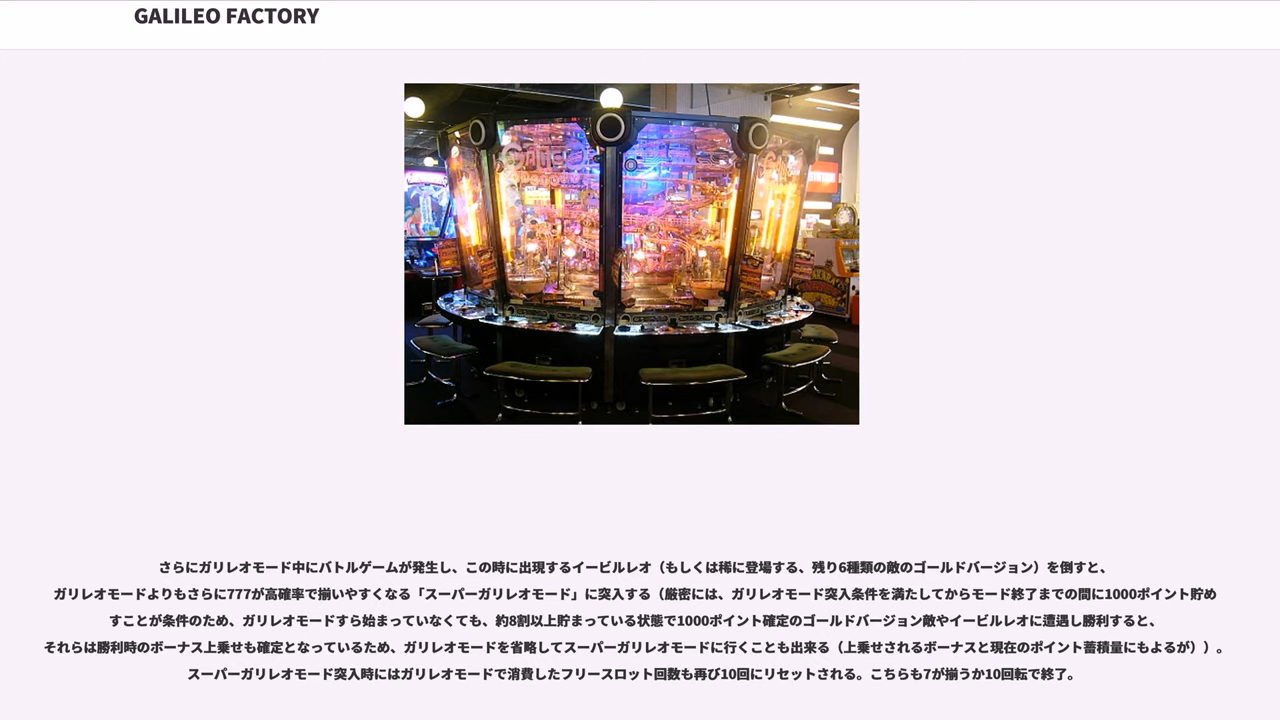 GALILEO FACTORY
さらにガリレオモード中にバトルゲームが発生し、この時に出現するイービルレオ（もしくは稀に登場する、残り6種類の敵のゴールドバージョン）を倒すと、
ガリレオモードよりもさらに777が高確率で揃いやすくなる「スーパーガリレオモード」に突入する（厳密には、ガリレオモード突入条件を満たしてからモード終了までの間に1000ポイント貯め
すことが条件のため、ガリレオモードすら始まっていなくても、約8割以上貯まっている状態で1000ポイント確定のゴールドバージョン敵やイービルレオに遭遇し勝利すると、
それらは勝利時のボーナス上乗せも確定となっているため、ガリレオモードを省略してスーパーガリレオモードに行くことも出来る（上乗せされるボーナスと現在のポイント蓄積量にもよるが））。
スーパーガリレオモード突入時にはガリレオモードで消費したフリースロット回数も再び10回にリセットされる。こちらも7が揃うか10回転で終了。